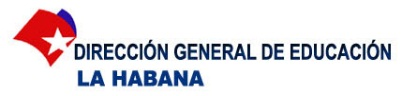 DIRECCIÓN GENERAL DE EDUCACIÓN
LA HABANA